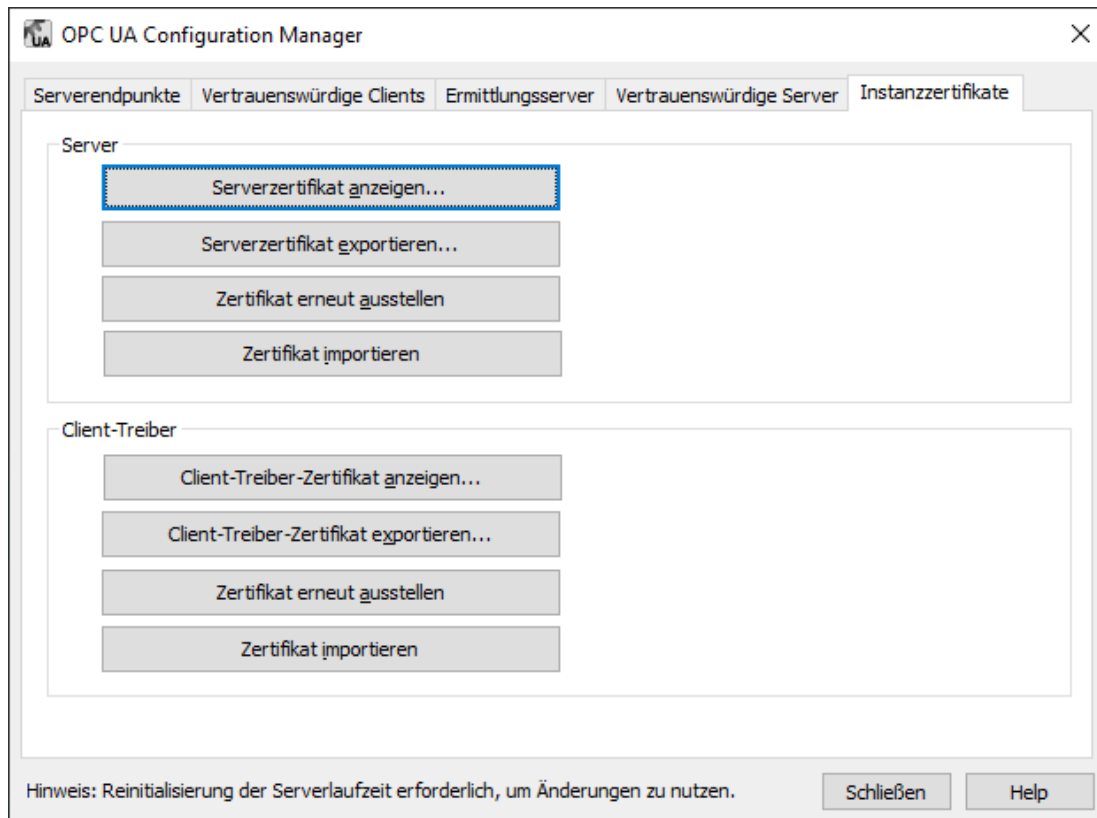 UA OPC UA Configuration Manager
Serverendpunkte Vertrauenswürdige Clients Ermittlungsserver Vertrauenswürdige Server Instanzzertifikate
Server
Serverzertifikat anzeigen...
Serverzertifikat exportieren...
Zertifikat erneut ausstellen
Zertifikat importieren
Client-Treiber
Client-Treiber-Zertifikat anzeigen...
Client-Treiber-Zertifikat exportieren...
Zertifikat erneut ausstellen
Zertifikat importieren
Hinweis: Reinitialisierung der Serverlaufzeit erforderlich, um Änderungen zu nutzen. Schließen Help